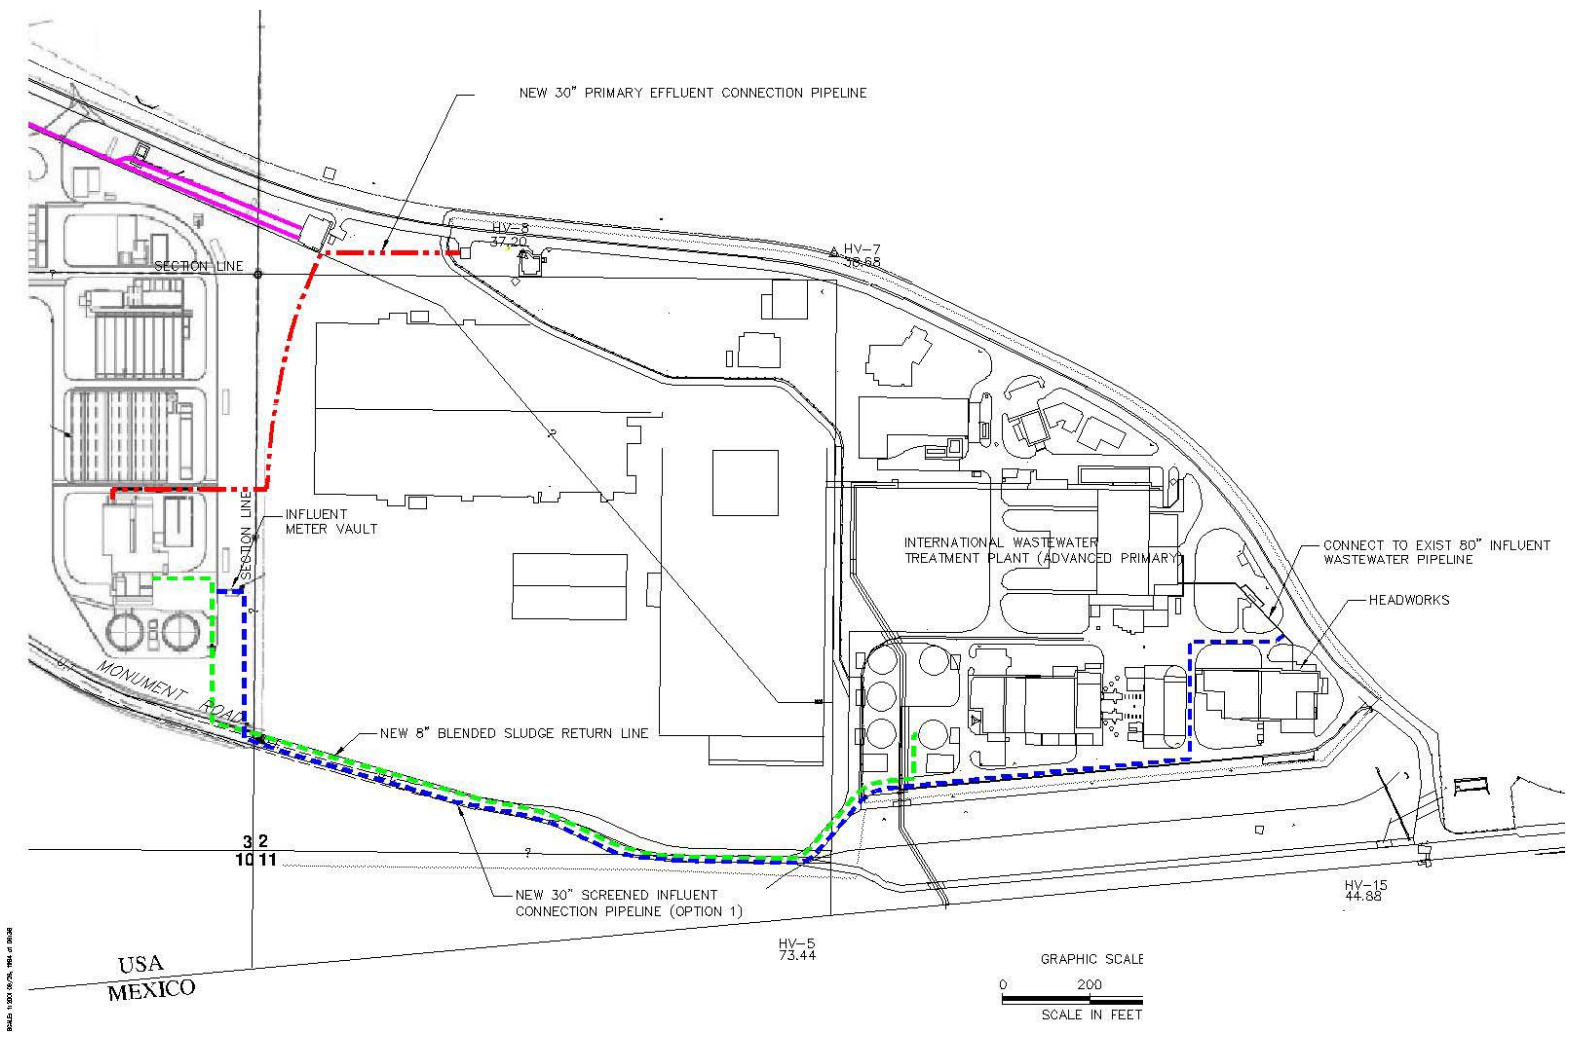 NEW 30" PRIMARY EFFLUENT CONNECTION PIPELINE
HV-8
37.20
HV-7
58.68
SECTION LINE
SECTION LINE
INFLUENT
METER VAULT
INTERNATIONAL WASTEWATER
TREATMENT PLANT (ADVANCED PRIMARY)
CONNECT TO EXIST 80" INFLUENT
WASTEWATER PIPELINE
HEADWORKS
MONUMENT
ROAD
NEW 8" BLENDED SLUDGE RETURN LINE
3 2
10 11
NEW 30" SCREENED INFLUENT
CONNECTION PIPELINE (OPTION 1)
HV-15
44.88
HV-5
73.44
USA
MEXICO
GRAPHIC SCALE
0 200
SCALE IN FEET